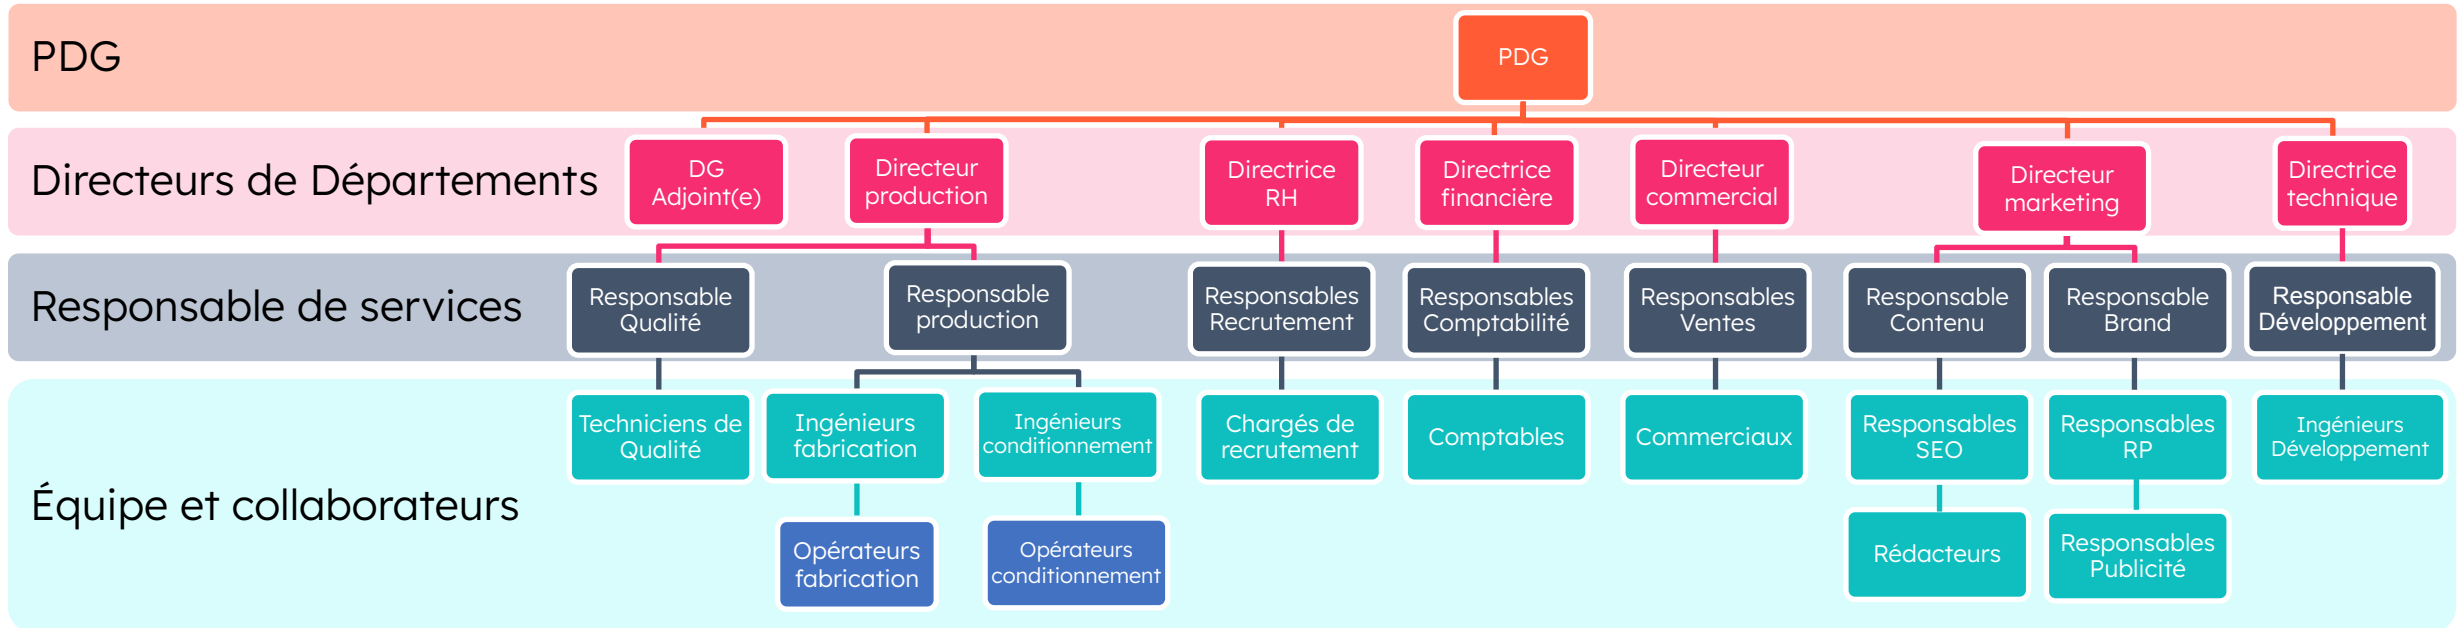 PDG
PDG
Directeurs de Départements
DG
Adjoint(e)
Directeur
production
Directrice
RH
Directrice
financière
Directeur
commercial
Directeur
marketing
Directrice
technique
Responsable de services
Responsable
Qualité
Responsable
production
Responsables
Recrutement
Responsables
Comptabilité
Responsables
Ventes
Responsable
Contenu
Responsable
Brand
Responsable
Développement
Équipe et collaborateurs
Techniciens de
Qualité
Ingénieurs
fabrication
Ingénieurs
conditionnement
Chargés de
recrutement
Comptables
Commerciaux
Responsables
SEO
Responsables
RP
Ingénieurs
Développement
Opérateurs
fabrication
Opérateurs
conditionnement
Rédacteurs
Responsables
Publicité